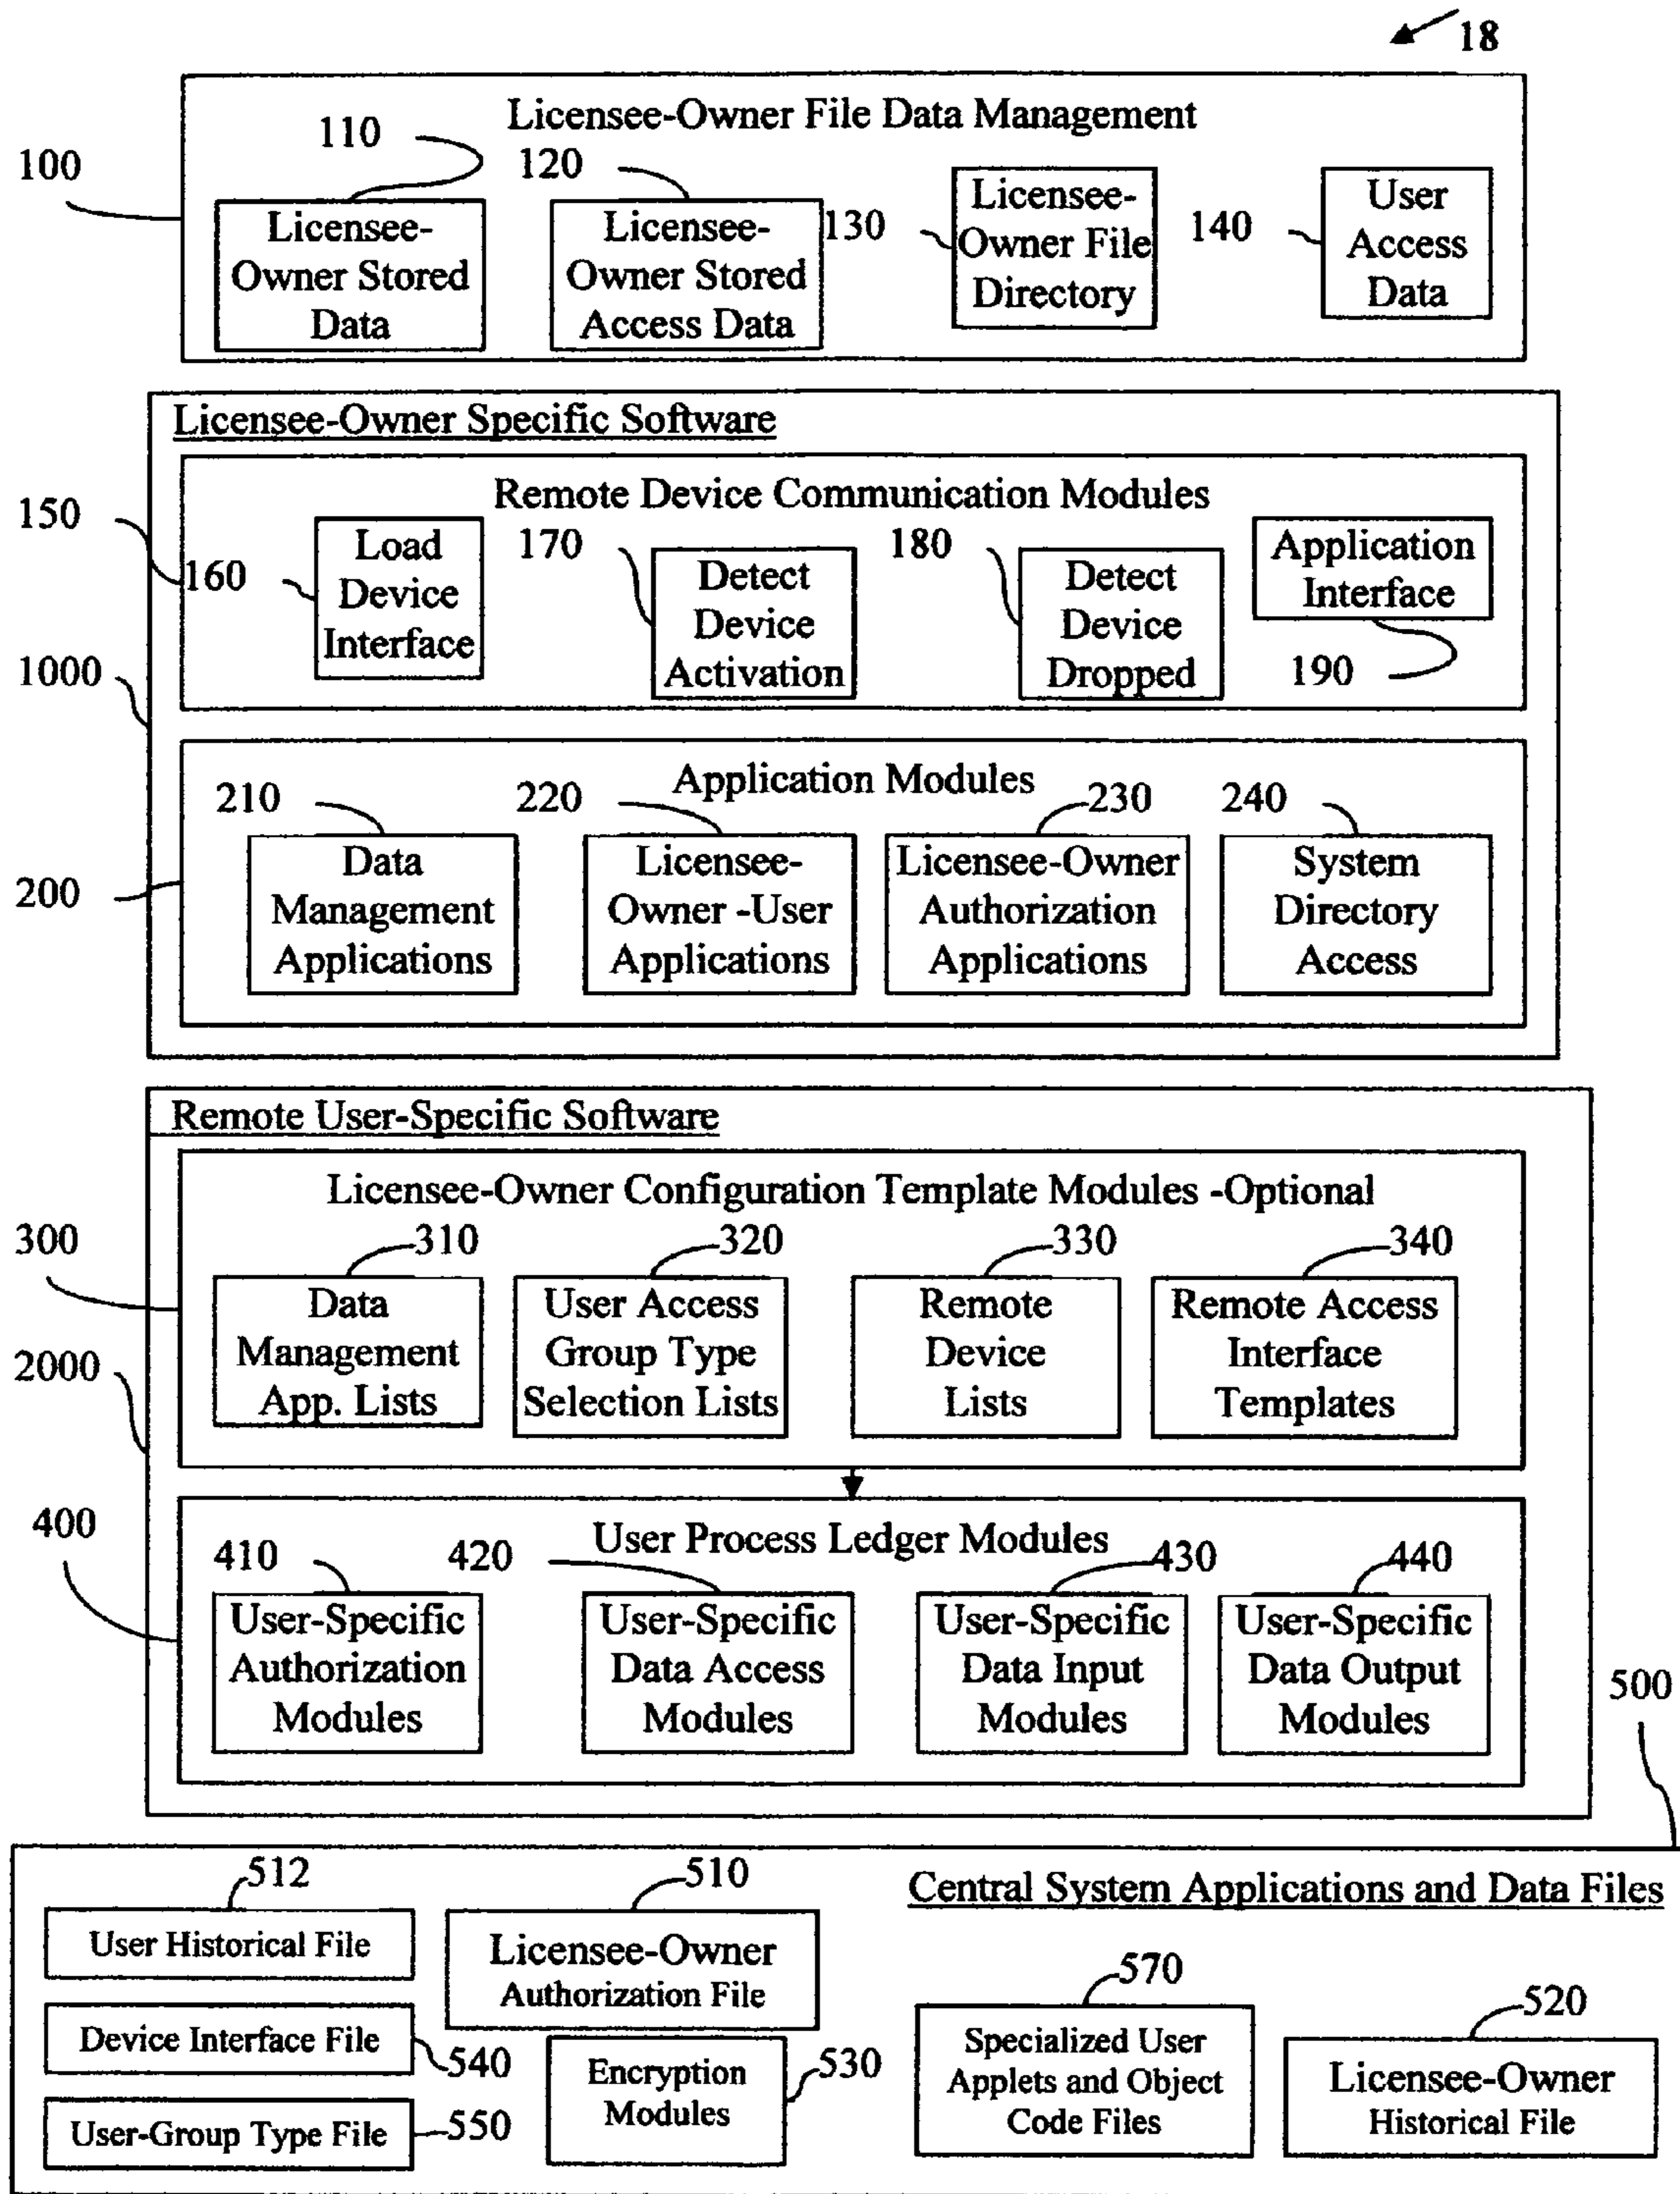 18
Licensee-Owner File Data Management
100
110
Licensee-
Owner Stored
Data
120
Licensee-
Owner Stored
Access Data
130
Licensee-
Owner File
Directory
140
User
Access
Data
Licensee-Owner Specific Software
150
1000
Remote Device Communication Modules
160
Load
Device
Interface
170
Detect
Device
Activation
180
Detect
Device
Dropped
Application
Interface
190
Application Modules
200
210
Data
Management
Applications
220
Licensee-
Owner -User
Applications
230
Licensee-Owner
Authorization
Applications
240
System
Directory
Access
Remote User-Specific Software
2000
Licensee-Owner Configuration Template Modules -Optional
300
310
Data
Management
App. Lists
320
User Access
Group Type
Selection Lists
330
Remote
Device
Lists
340
Remote Access
Interface
Templates
User Process Ledger Modules
400
410
User-Specific
Authorization
Modules
420
User-Specific
Data Access
Modules
430
User-Specific
Data Input
Modules
440
User-Specific
Data Output
Modules
500
Central System Applications and Data Files
512
User Historical File
510
Licensee-Owner
Authorization File
Device Interface File
540
User-Group Type File
550
Encryption
Modules
530
570
Specialized User
Applets and Object
Code Files
520
Licensee-Owner
Historical File